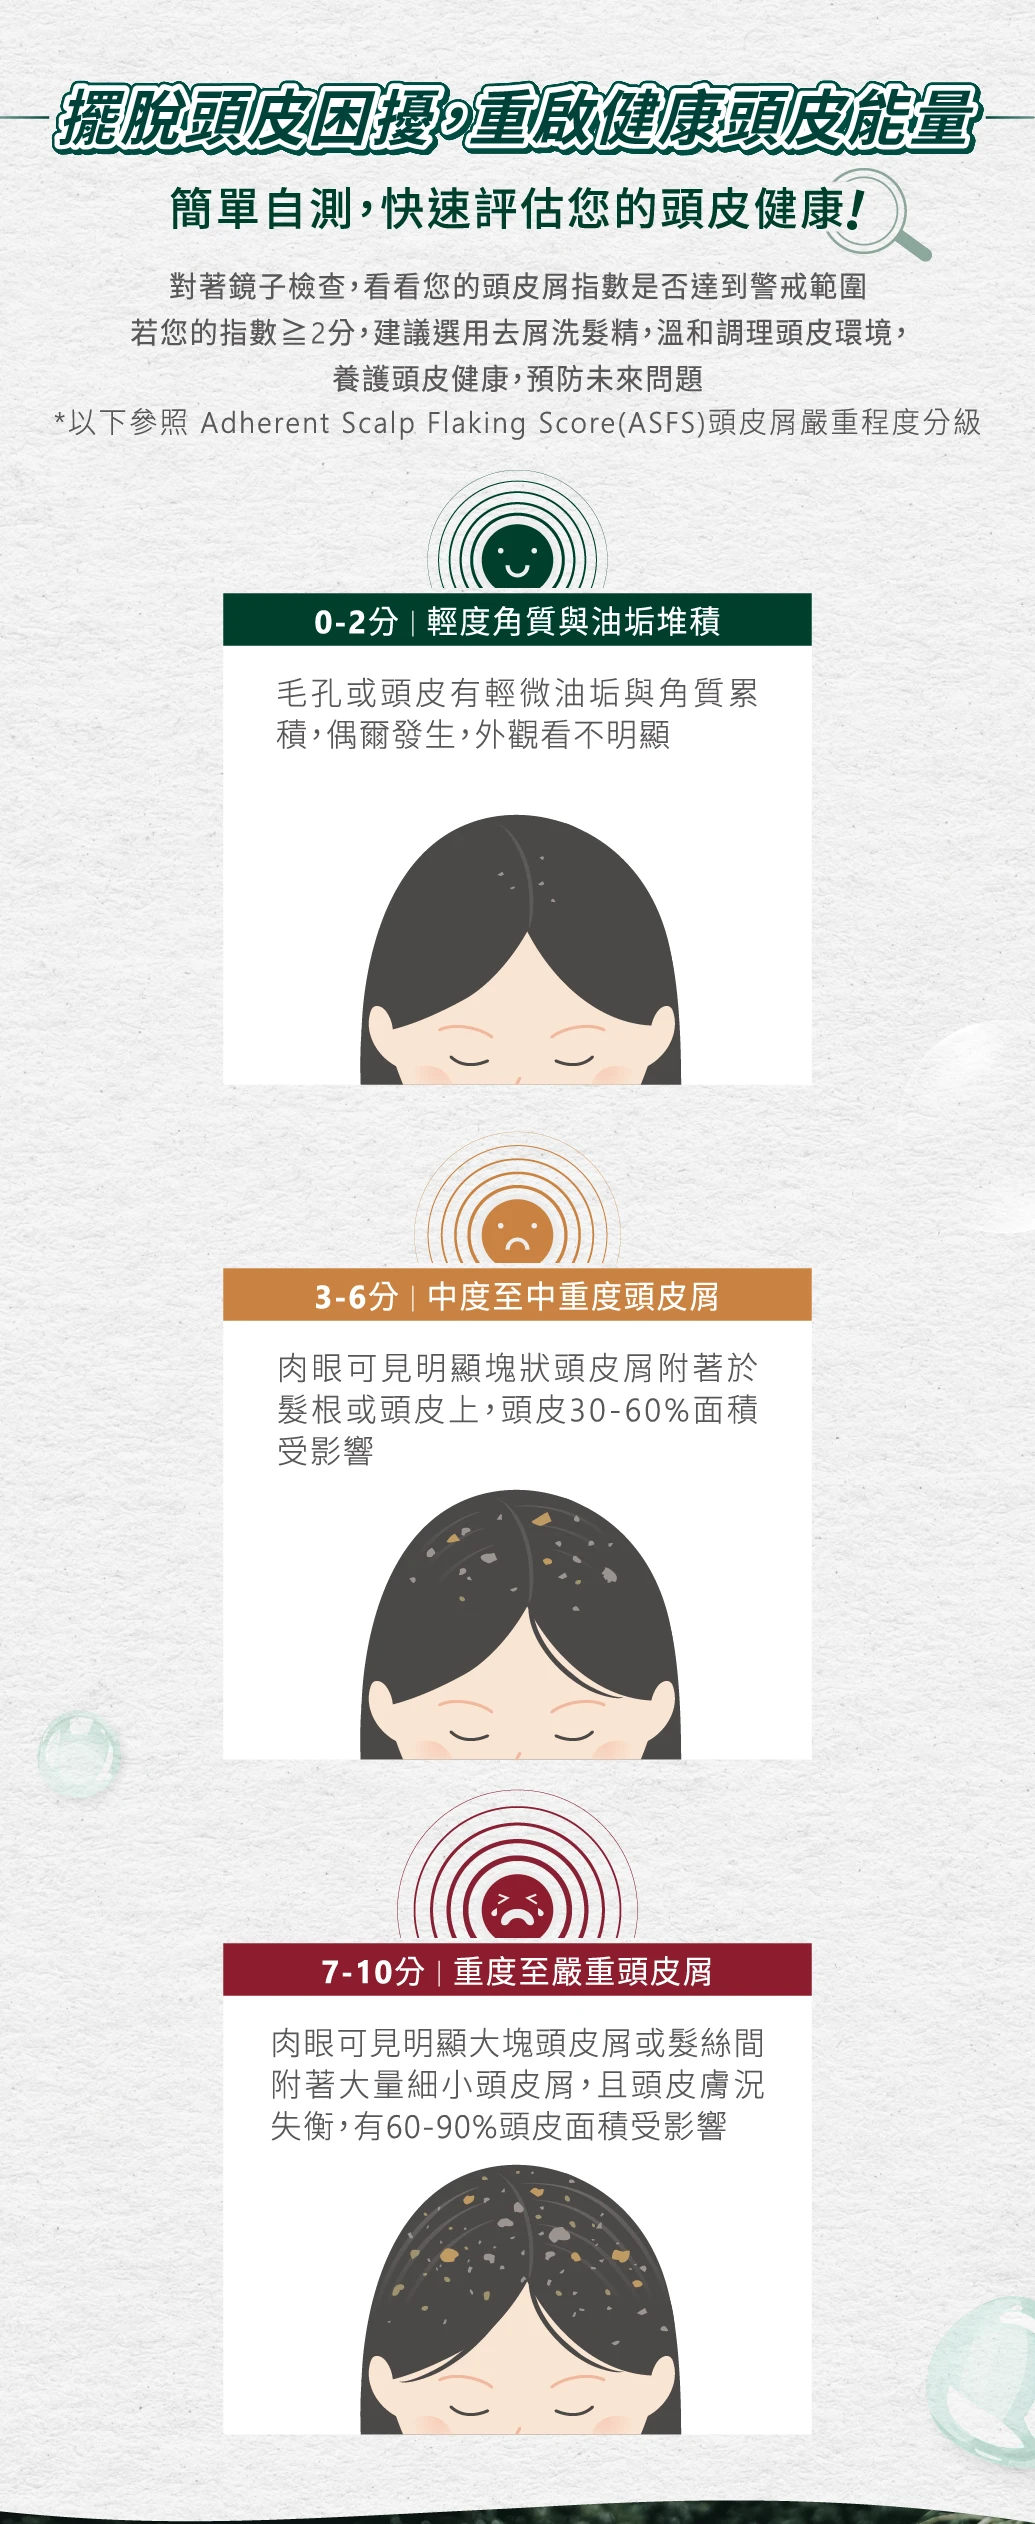 擺脫頭皮困擾，重啟健康頭皮能量
簡單自測，快速評估您的頭皮健康!
對著鏡子檢查，看看您的頭皮屑指數是否達到警戒範圍
若您的指數≧2分，建議選用去屑洗髮精，溫和調理頭皮環境，
養護頭皮健康，預防未來問題
*以下參照 Adherent Scalp Flaking Score(ASFS)頭皮屑嚴重程度分級
0-2分 | 輕度角質與油垢堆積
毛孔或頭皮有輕微油垢與角質累
積，偶爾發生，外觀看不明顯
3-6分 | 中度至中重度頭皮屑
肉眼可見明顯塊狀頭皮屑附著於
髮根或頭皮上，頭皮30-60%面積
受影響
7-10分 | 重度至嚴重頭皮屑
肉眼可見明顯大塊頭皮屑或髮絲間
附著大量細小頭皮屑，且頭皮膚況
失衡，有60-90%頭皮面積受影響